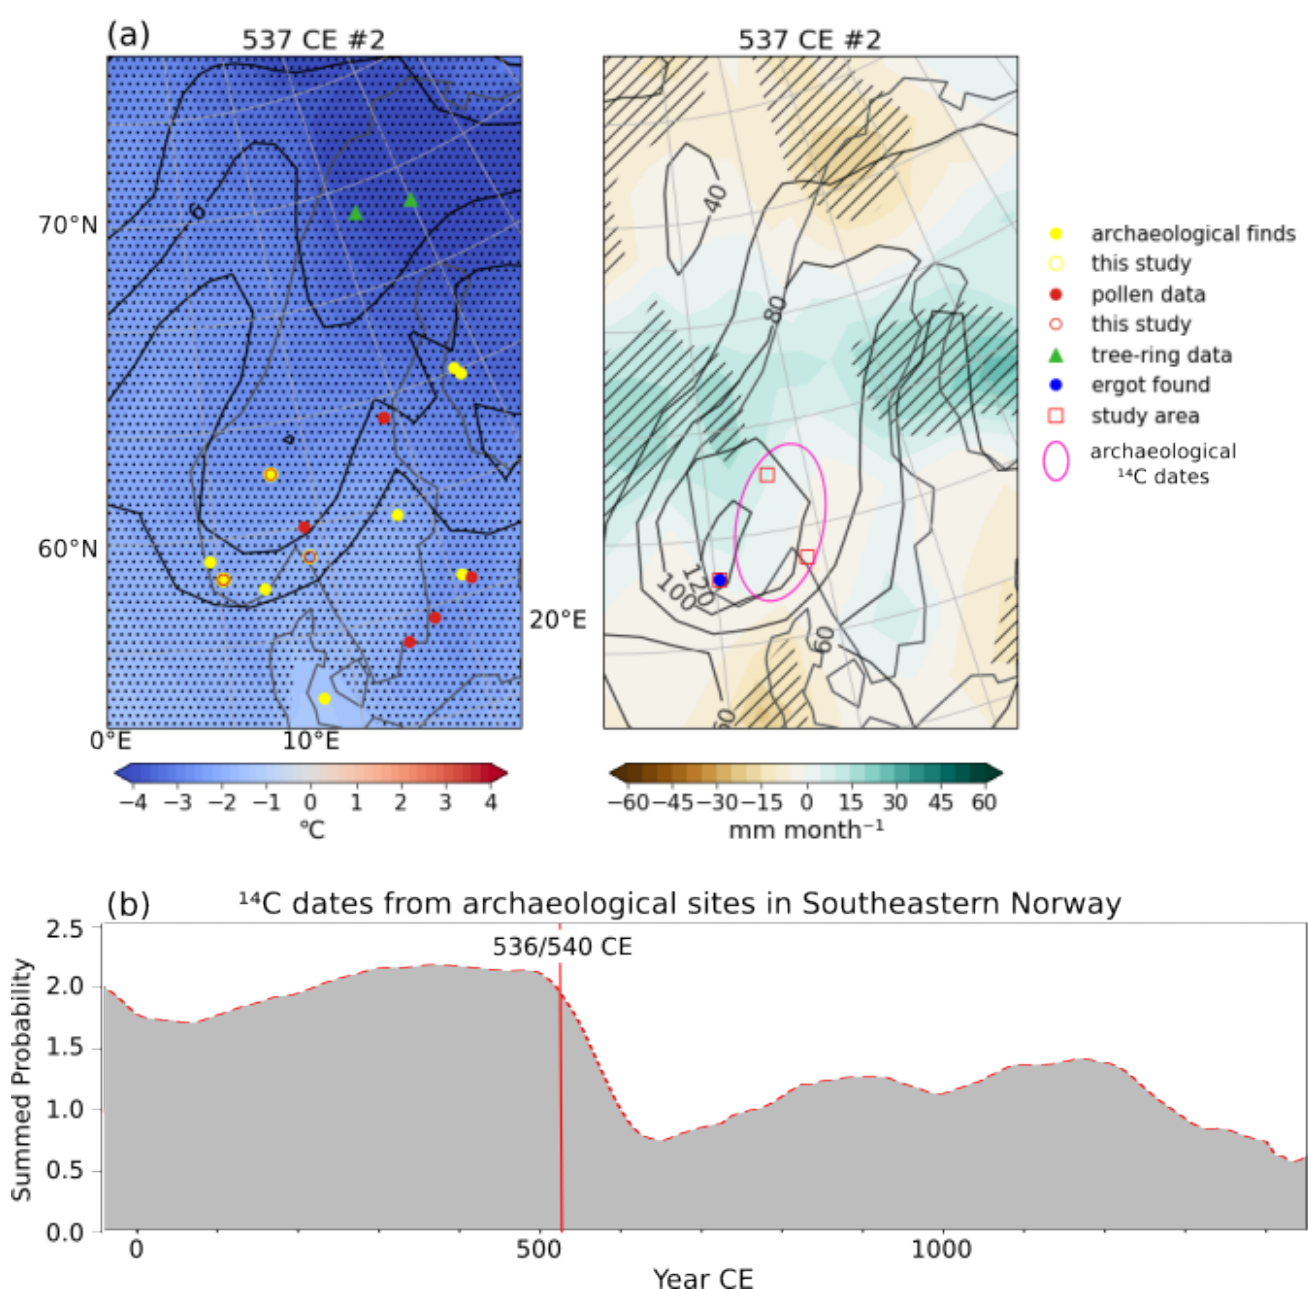 (a)
537 CE #2
537 CE #2
6
4
70°N
60°N
0°E
10°E
20°E
40
80
120
100
60
archaeological finds
this study
pollen data
this study
tree-ring data
ergot found
study area
archaeological
¹⁴C dates
−4 −3 −2 −1 0 1 2 3 4
°C
−60 −45 −30 −15 0 15 30 45 60
mm month⁻¹
(b)
¹⁴C dates from archaeological sites in Southeastern Norway
536/540 CE
Summed Probability
2.5
2.0
1.5
1.0
0.5
0.0
0 500 1000
Year CE